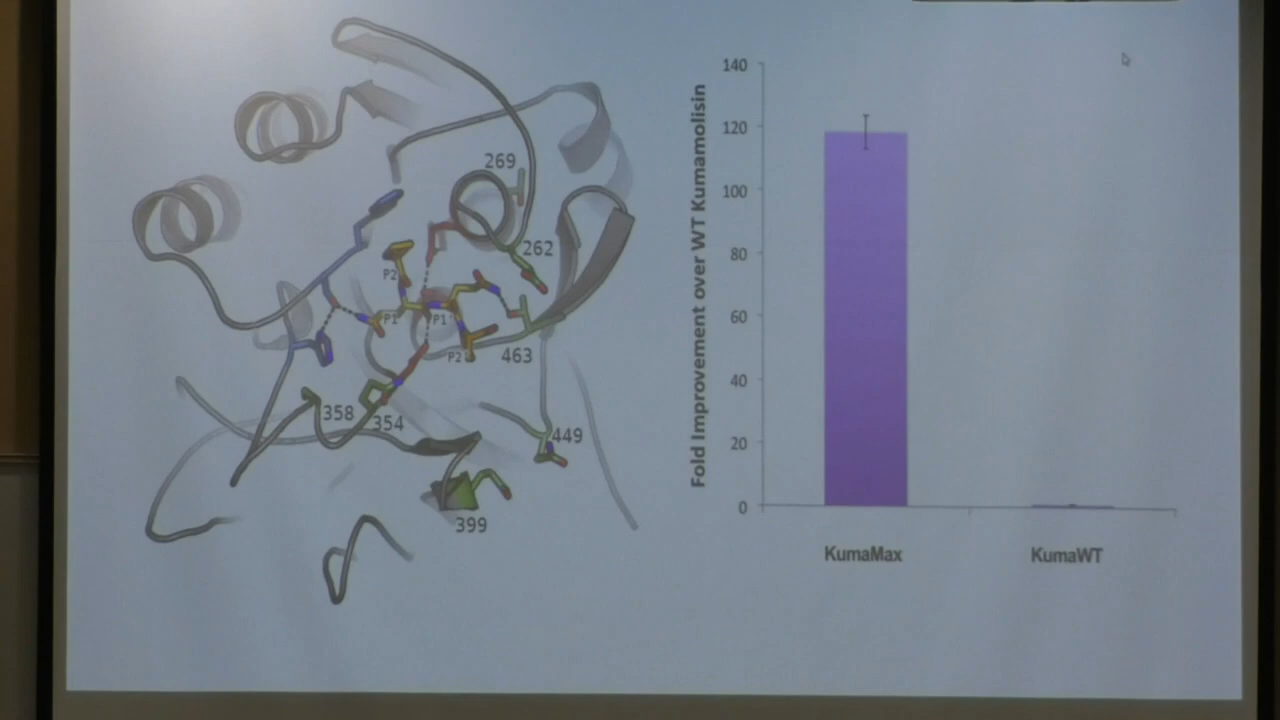 269
262
P2
P1
P1'
P2
463
358
354
449
399
Fold Improvement over WT Kumamolisin
140
120
100
80
60
40
20
0
KumaMax
KumaWT